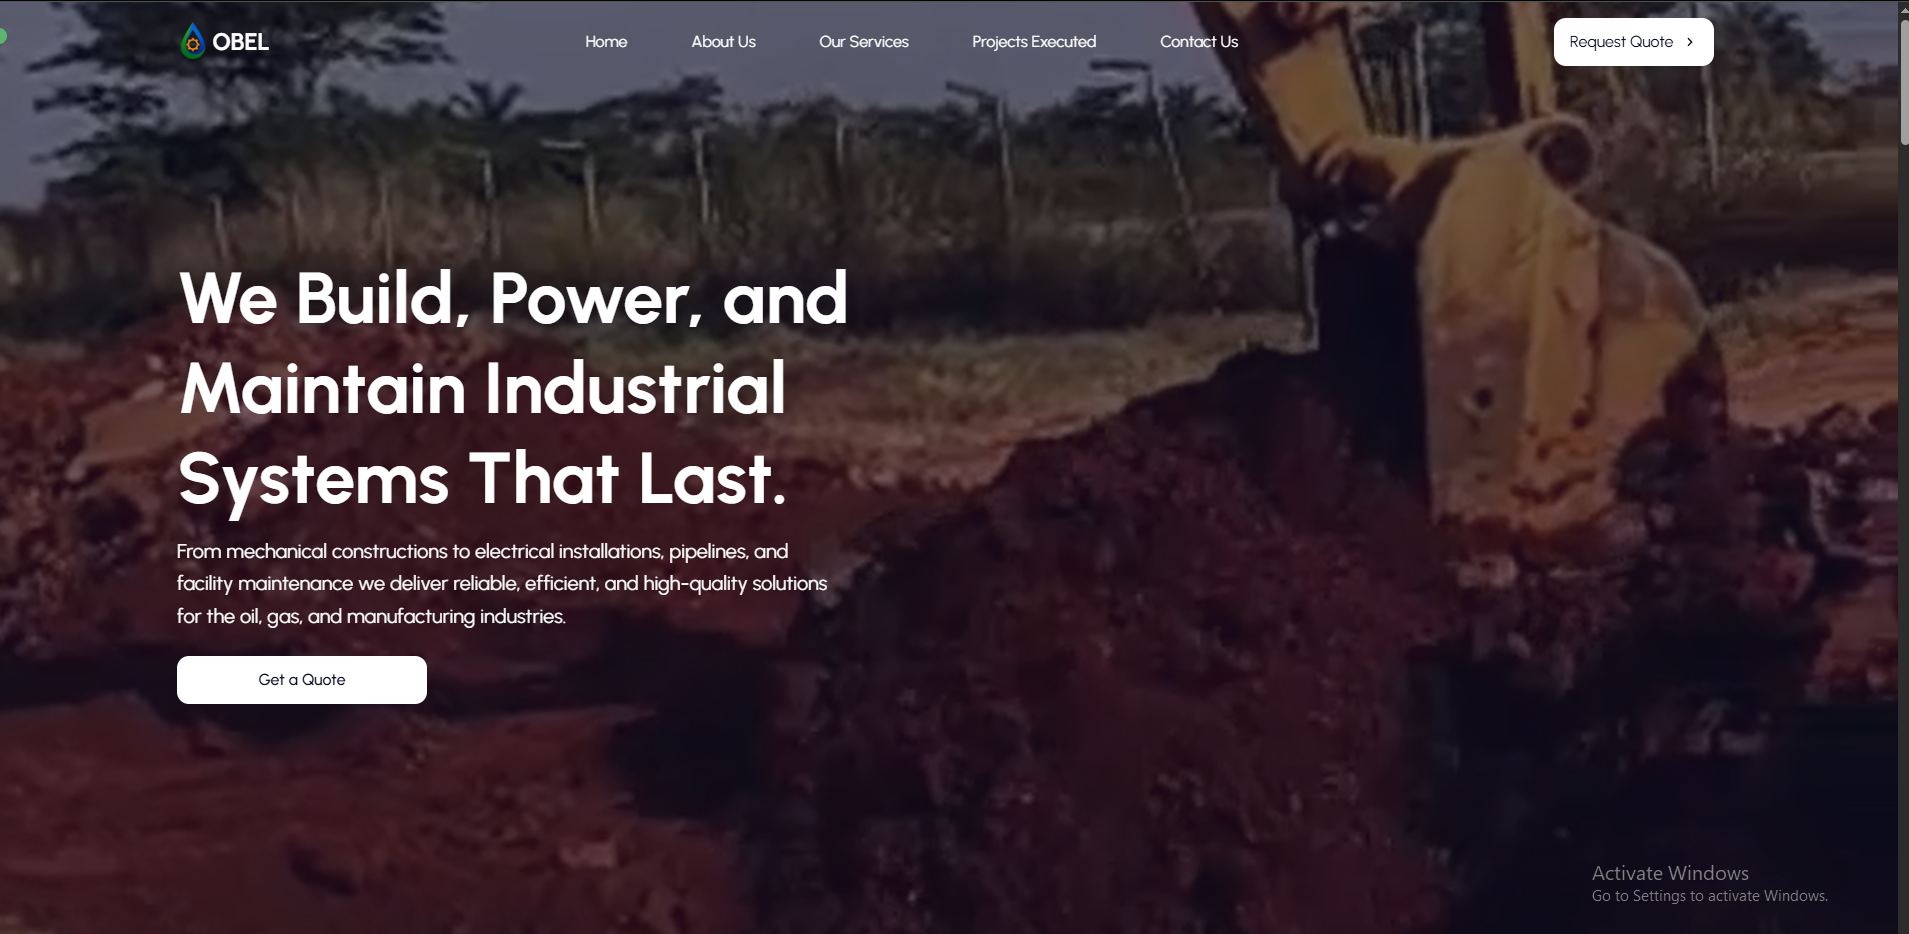 OBEL
Home
About Us
Our Services
Projects Executed
Contact Us
Request Quote
We Build, Power, and
Maintain Industrial
Systems That Last.
From mechanical constructions to electrical installations, pipelines, and
facility maintenance we deliver reliable, efficient, and high-quality solutions
for the oil, gas, and manufacturing industries.
Get a Quote
Activate Windows
Go to Settings to activate Windows.